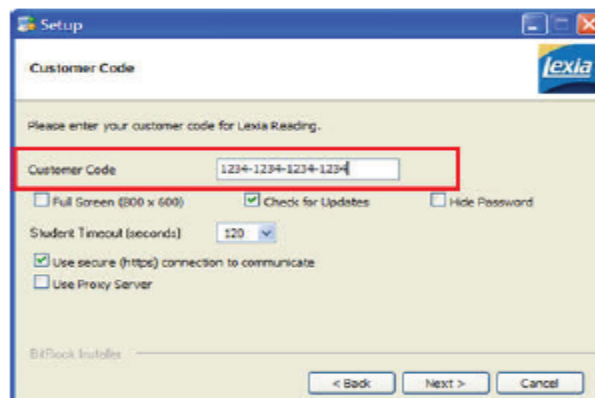 Setup
Customer Code
Lexia
Please enter your customer code for Lexia Reading.
Customer Code 1234-1234-1234-1234
Full Screen (800 x 600) Check for Updates Hide Password
Student Timeout (seconds) 120
Use secure (https) connection to communicate
Use Proxy Server
BitRock Installer
< Back Next > Cancel